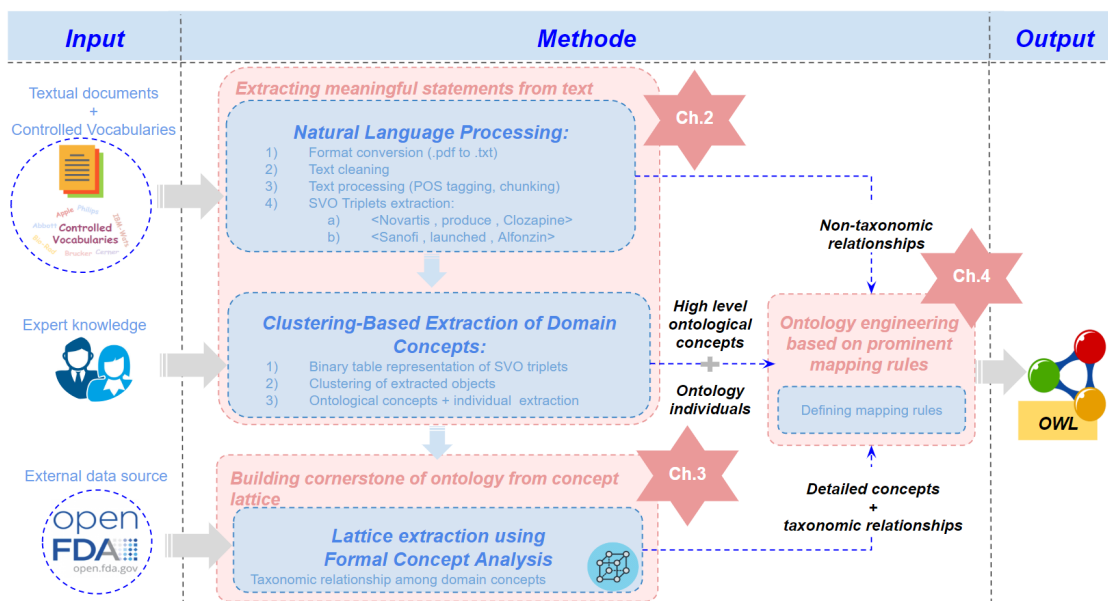 Input
Methode
Output
Textual documents
+
Controlled Vocabularies
Apple
Philips
IBM-Wats
Abbott
Controlled
Vocabularies
Brucker
Corner
Extracting meaningful statements from text
Natural Language Processing:
1) Format conversion (.pdf to .txt)
2) Text cleaning
3) Text processing (POS tagging, chunking)
4) SVO Triplets extraction:
a) <Novartis , produce , Clozapine>
b) <Sanofi , launched , Alfonzin>
Ch.2
Non-taxonomic
relationships
Ch.4
Expert knowledge
Clustering-Based Extraction of Domain
Concepts:
1) Binary table representation of SVO triplets
2) Clustering of extracted objects
3) Ontological concepts + individual extraction
High level
ontological
concepts
Ontology
individuals
Ontology engineering
based on prominent
mapping rules
Defining mapping rules
OWL
External data source
open
FDA
open.fda.gov
Building cornerstone of ontology from concept
lattice
Ch.3
Lattice extraction using
Formal Concept Analysis
Taxonomic relationship among domain concepts
Detailed concepts
+
taxonomic relationships